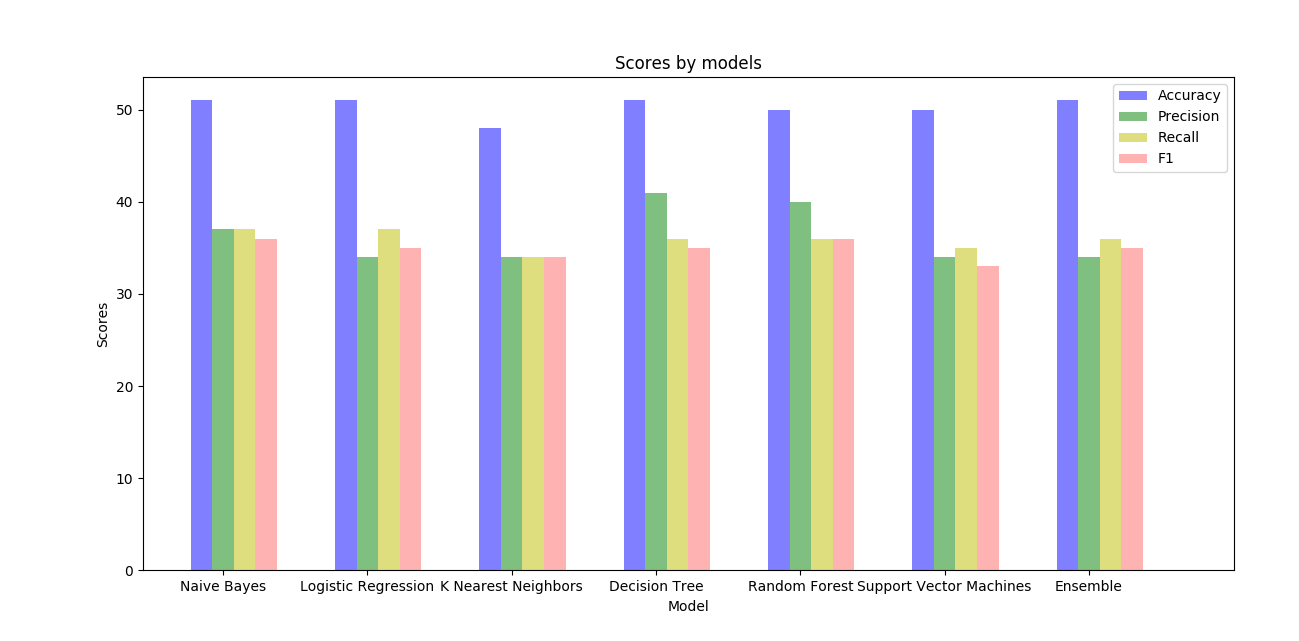 Scores by models
Accuracy
Precision
Recall
F1
Scores
50
40
30
20
10
0
Naive Bayes Logistic Regression K Nearest Neighbors Decision Tree Random Forest Support Vector Machines Ensemble
Model